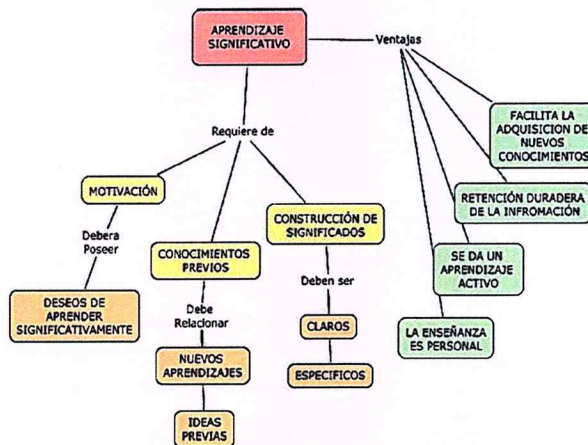 APRENDIZAJE
SIGNIFICATIVO
Ventajas
Requiere de
FACILITA LA
ADQUISICION DE
NUEVOS
CONOCIMIENTOS
RETENCIÓN DURADERA
DE LA INFROMACIÓN
SE DA UN
APRENDIZAJE
ACTIVO
LA ENSEÑANZA
ES PERSONAL
MOTIVACIÓN
Debera
Poseer
DESEOS DE
APRENDER
SIGNIFICATIVAMENTE
CONOCIMIENTOS
PREVIOS
Debe
Relacionar
NUEVOS
APRENDIZAJES
IDEAS
PREVIAS
CONSTRUCCIÓN DE
SIGNIFICADOS
Deben ser
CLAROS
ESPECIFICOS